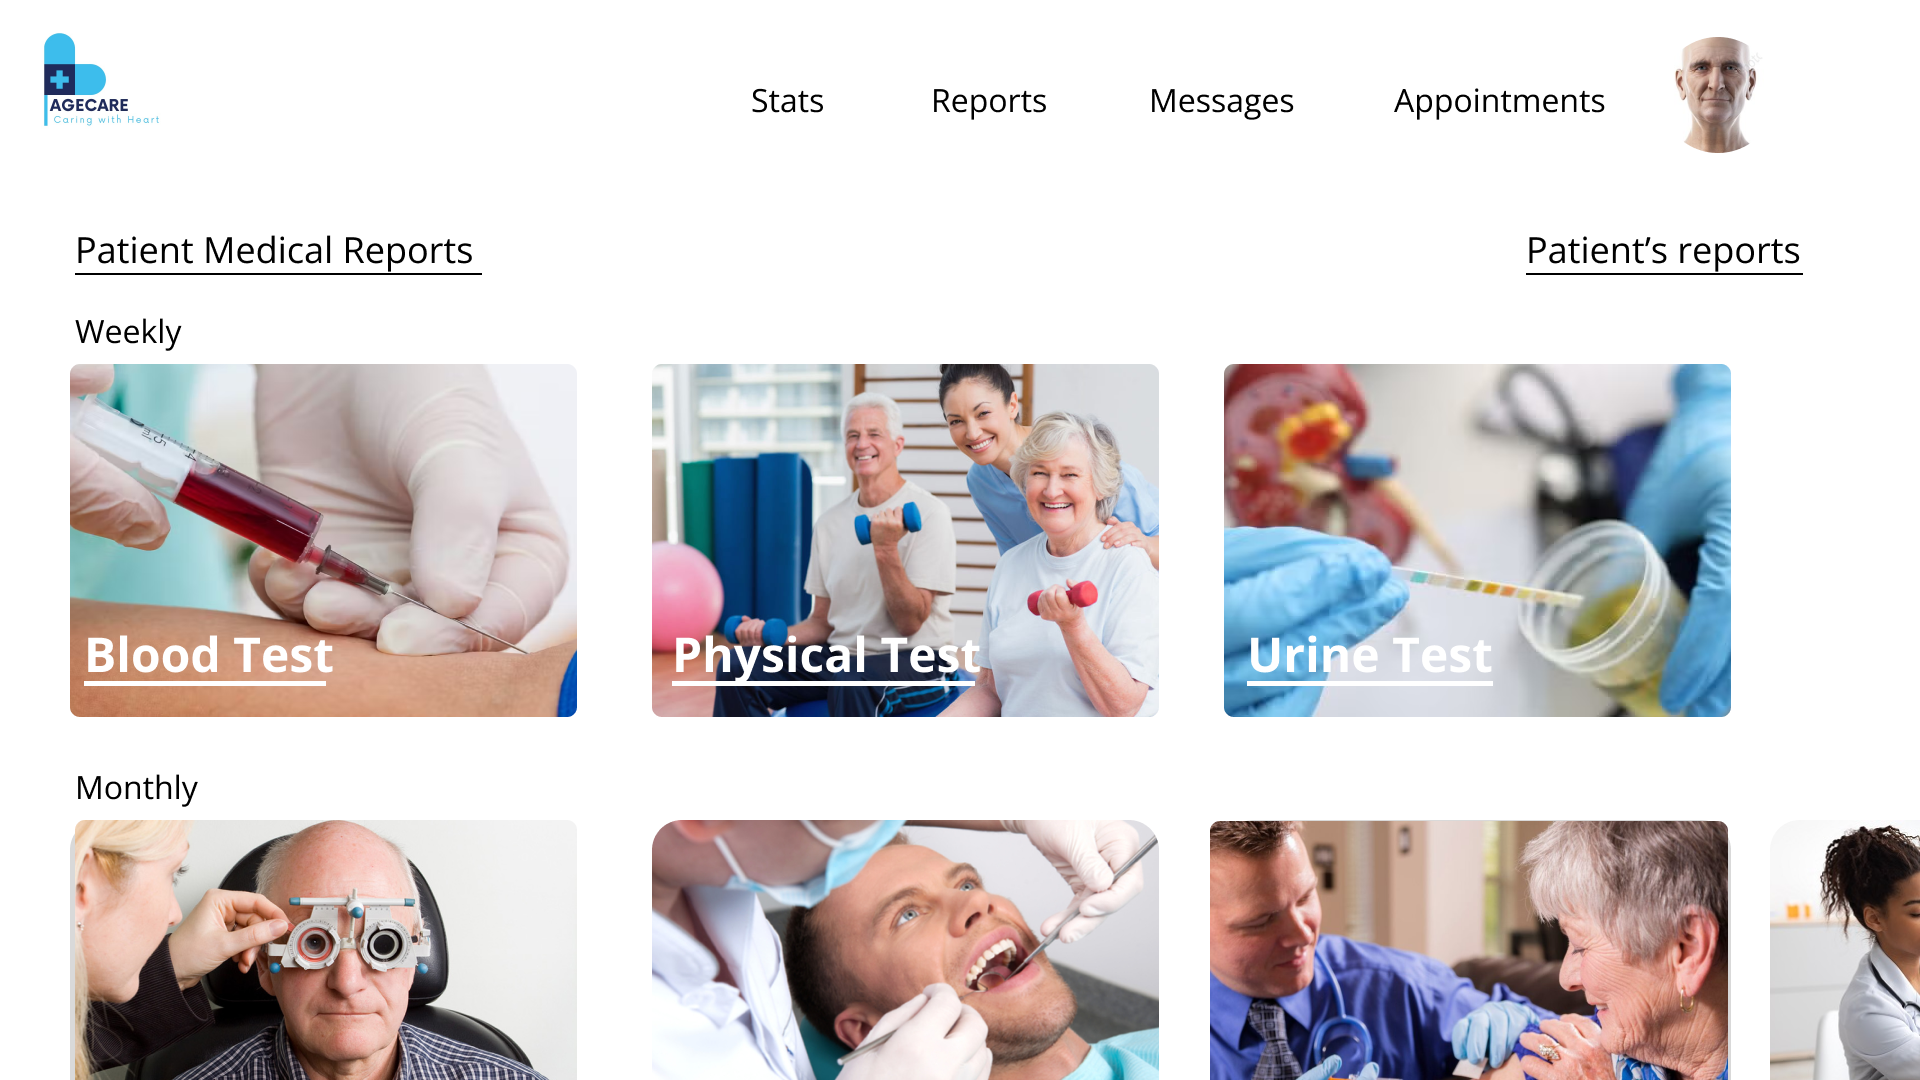 AGECARE
Caring with Heart
Stats
Reports
Messages
Appointments
Patient Medical Reports
Patient’s reports
Weekly
Blood Test
Physical Test
Urine Test
Monthly